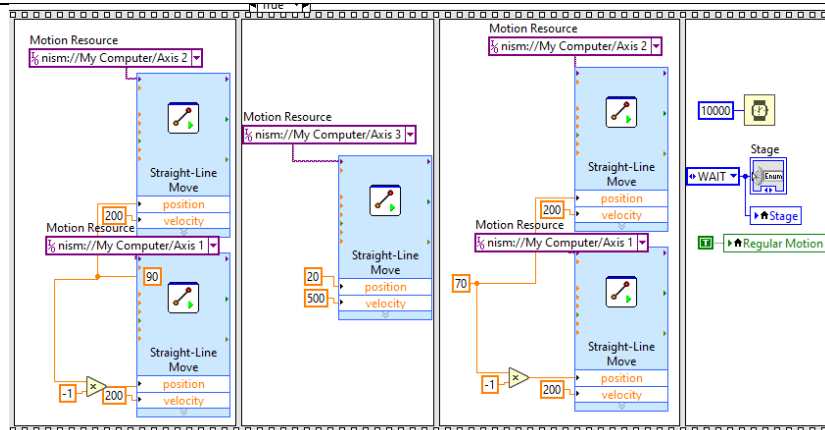 True
Motion Resource
nism://My Computer/Axis 2
Straight-Line
Move
position
200
velocity
Motion Resource
nism://My Computer/Axis 1
90
Straight-Line
Move
position
-1
200
velocity
Motion Resource
nism://My Computer/Axis 3
Straight-Line
Move
20
position
500
velocity
Motion Resource
nism://My Computer/Axis 2
Straight-Line
Move
position
200
velocity
Motion Resource
nism://My Computer/Axis 1
70
Straight-Line
Move
position
-1
200
velocity
10000
Stage
WAIT
Enum
Stage
T
Regular Motion